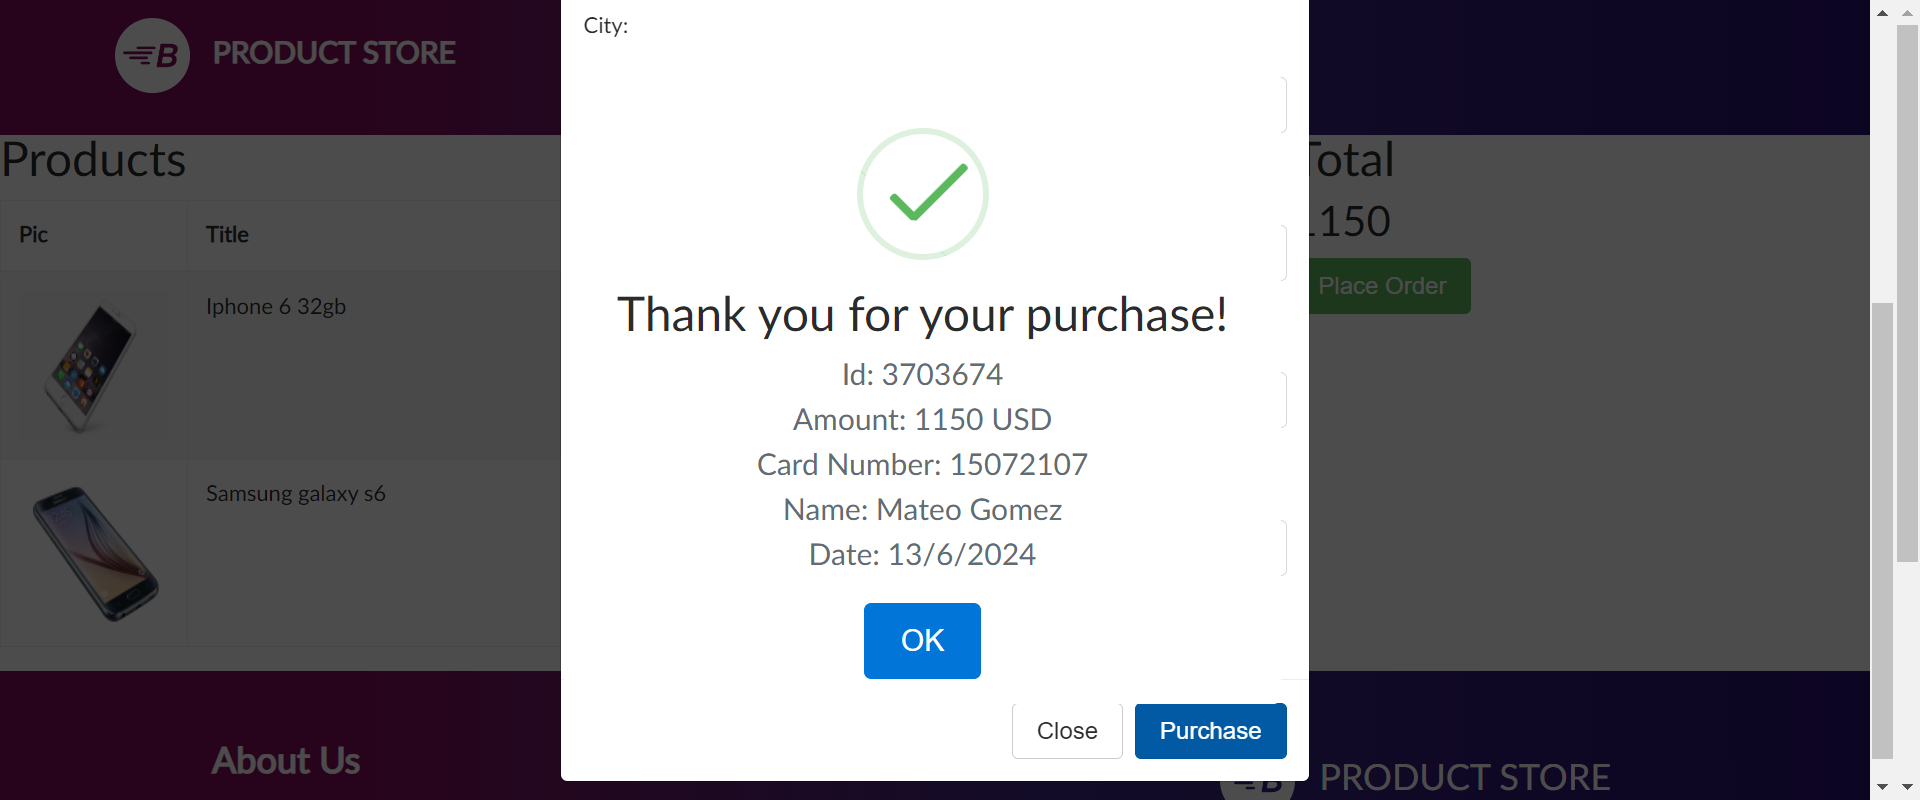 City:
B PRODUCT STORE
Products
Total
1150
Pic Title
Place Order
Iphone 6 32gb
Samsung galaxy s6
Thank you for your purchase!
Id: 3703674
Amount: 1150 USD
Card Number: 15072107
Name: Mateo Gomez
Date: 13/6/2024
OK
Close Purchase
About Us
B PRODUCT STORE